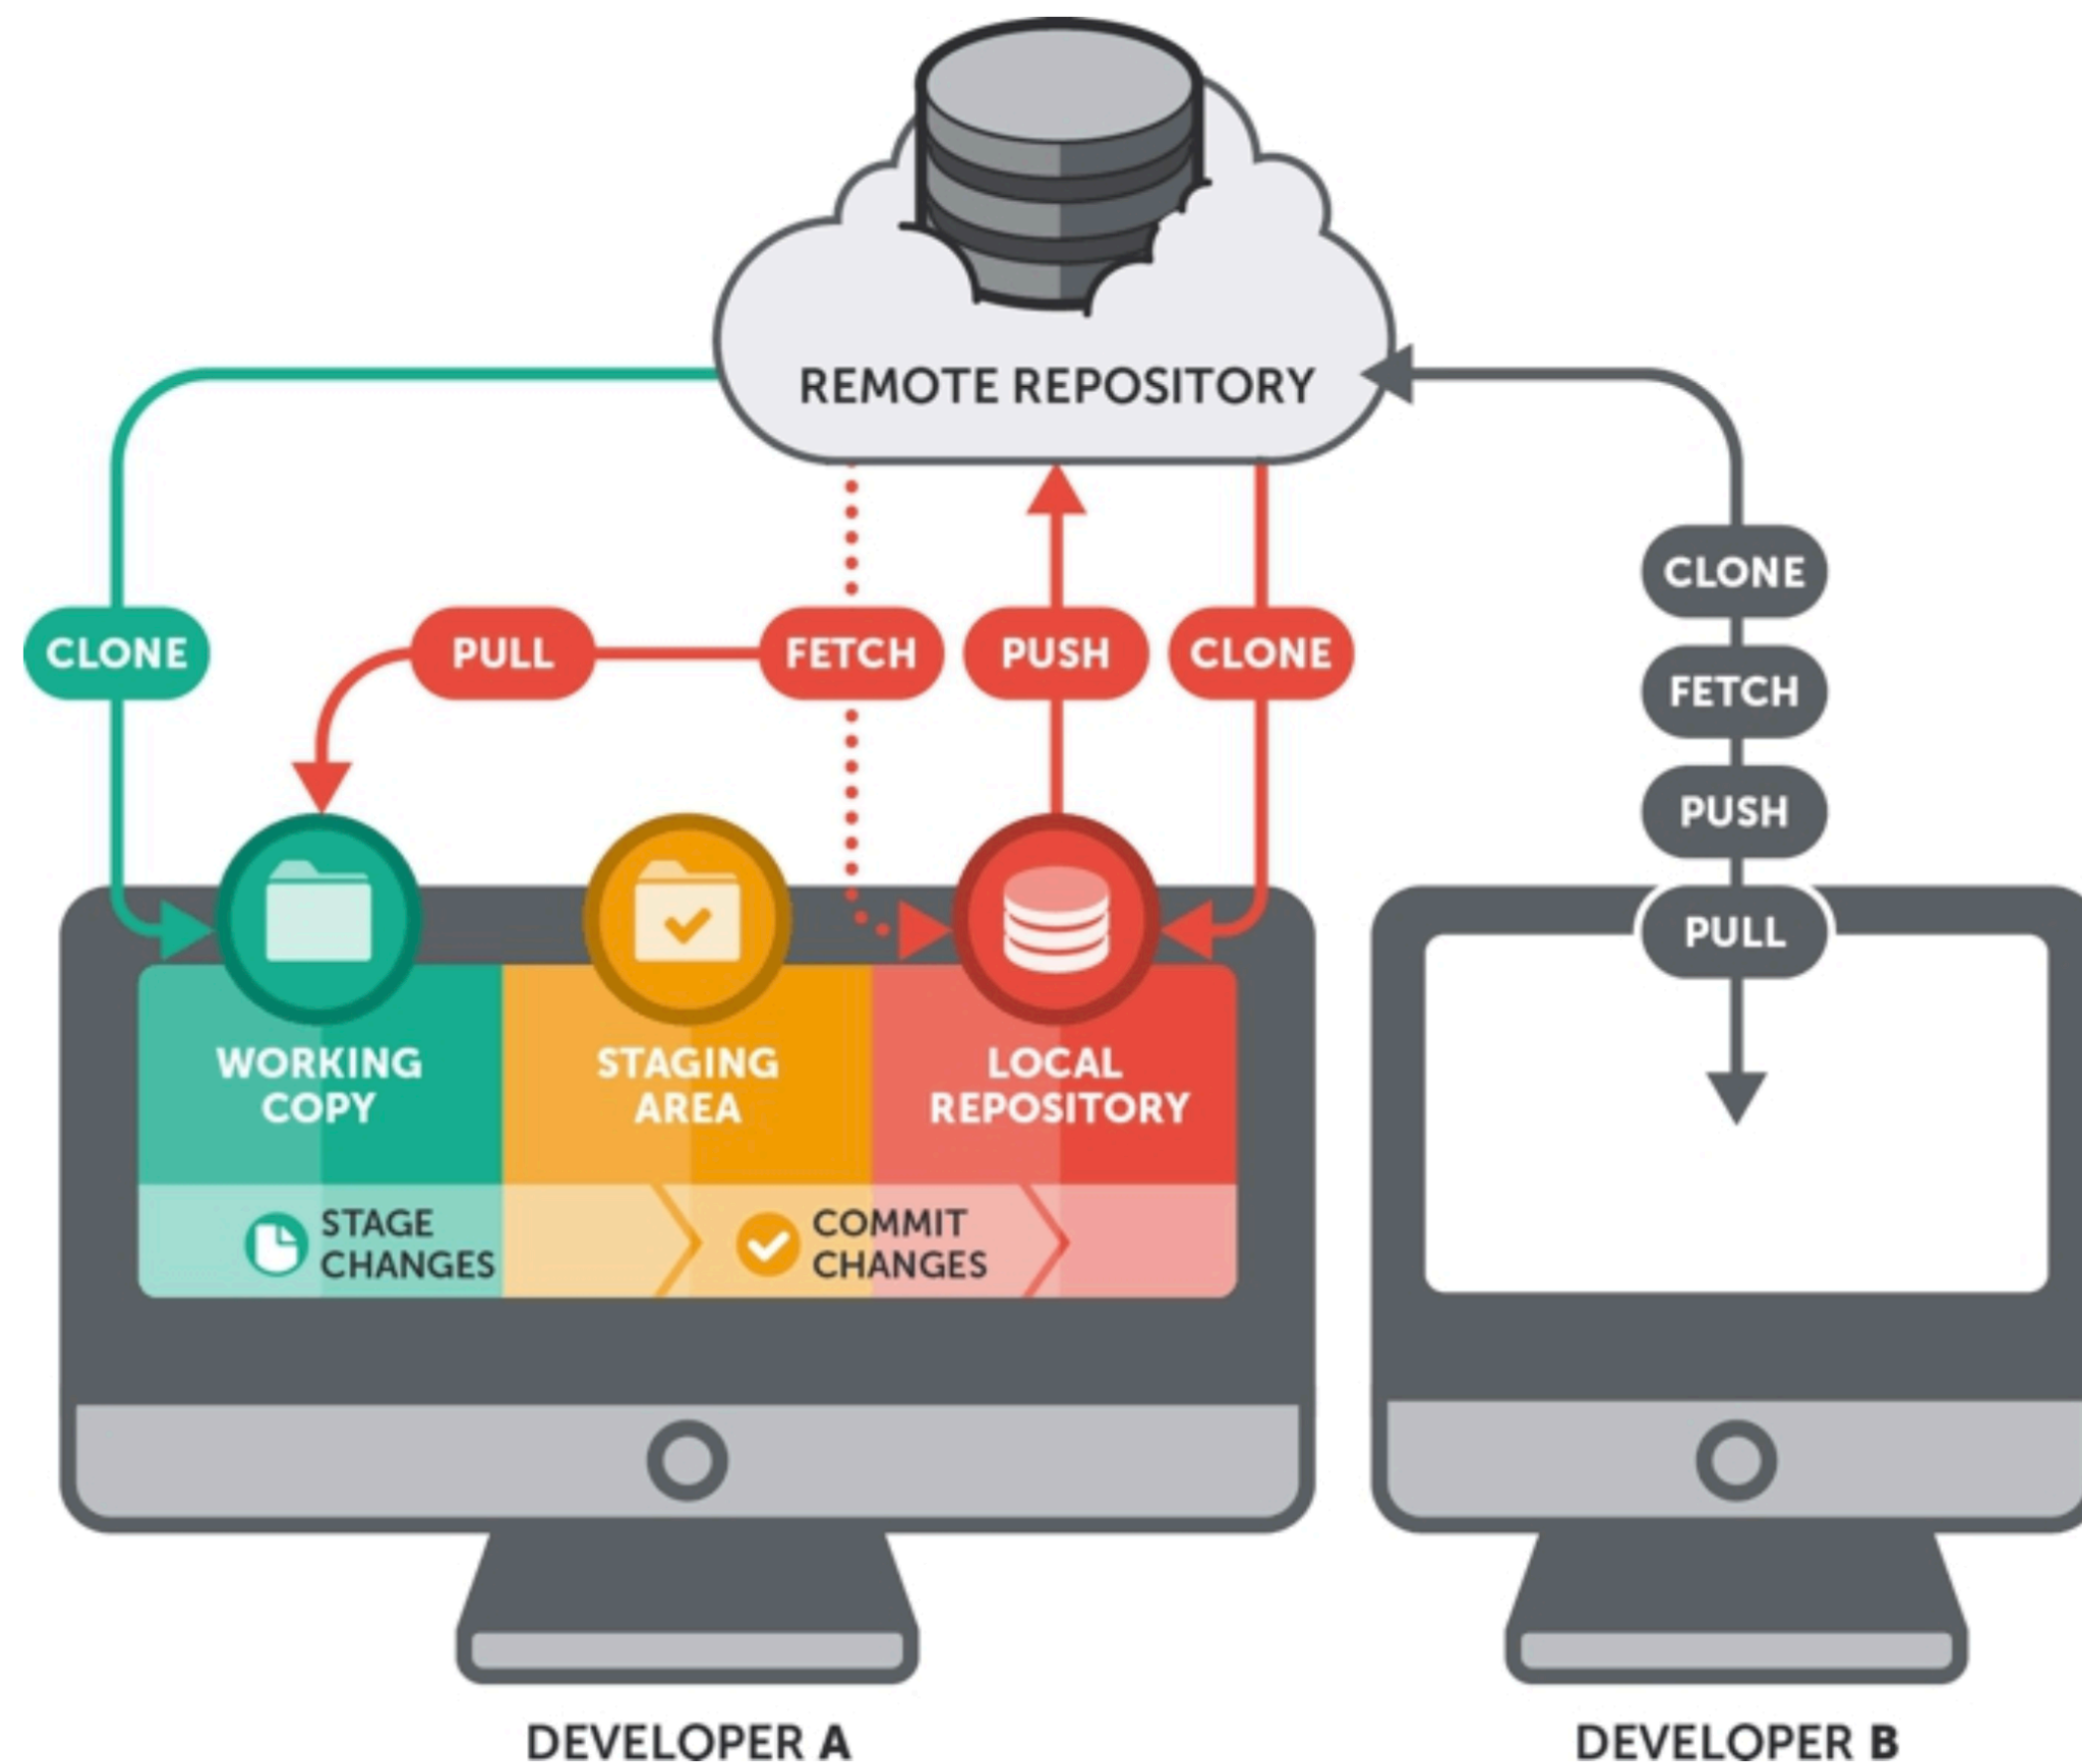 REMOTE REPOSITORY
CLONE
PULL
FETCH
PUSH
CLONE
CLONE
FETCH
PUSH
PULL
WORKING
COPY
STAGING
AREA
LOCAL
REPOSITORY
STAGE
CHANGES
COMMIT
CHANGES
DEVELOPER A
DEVELOPER B